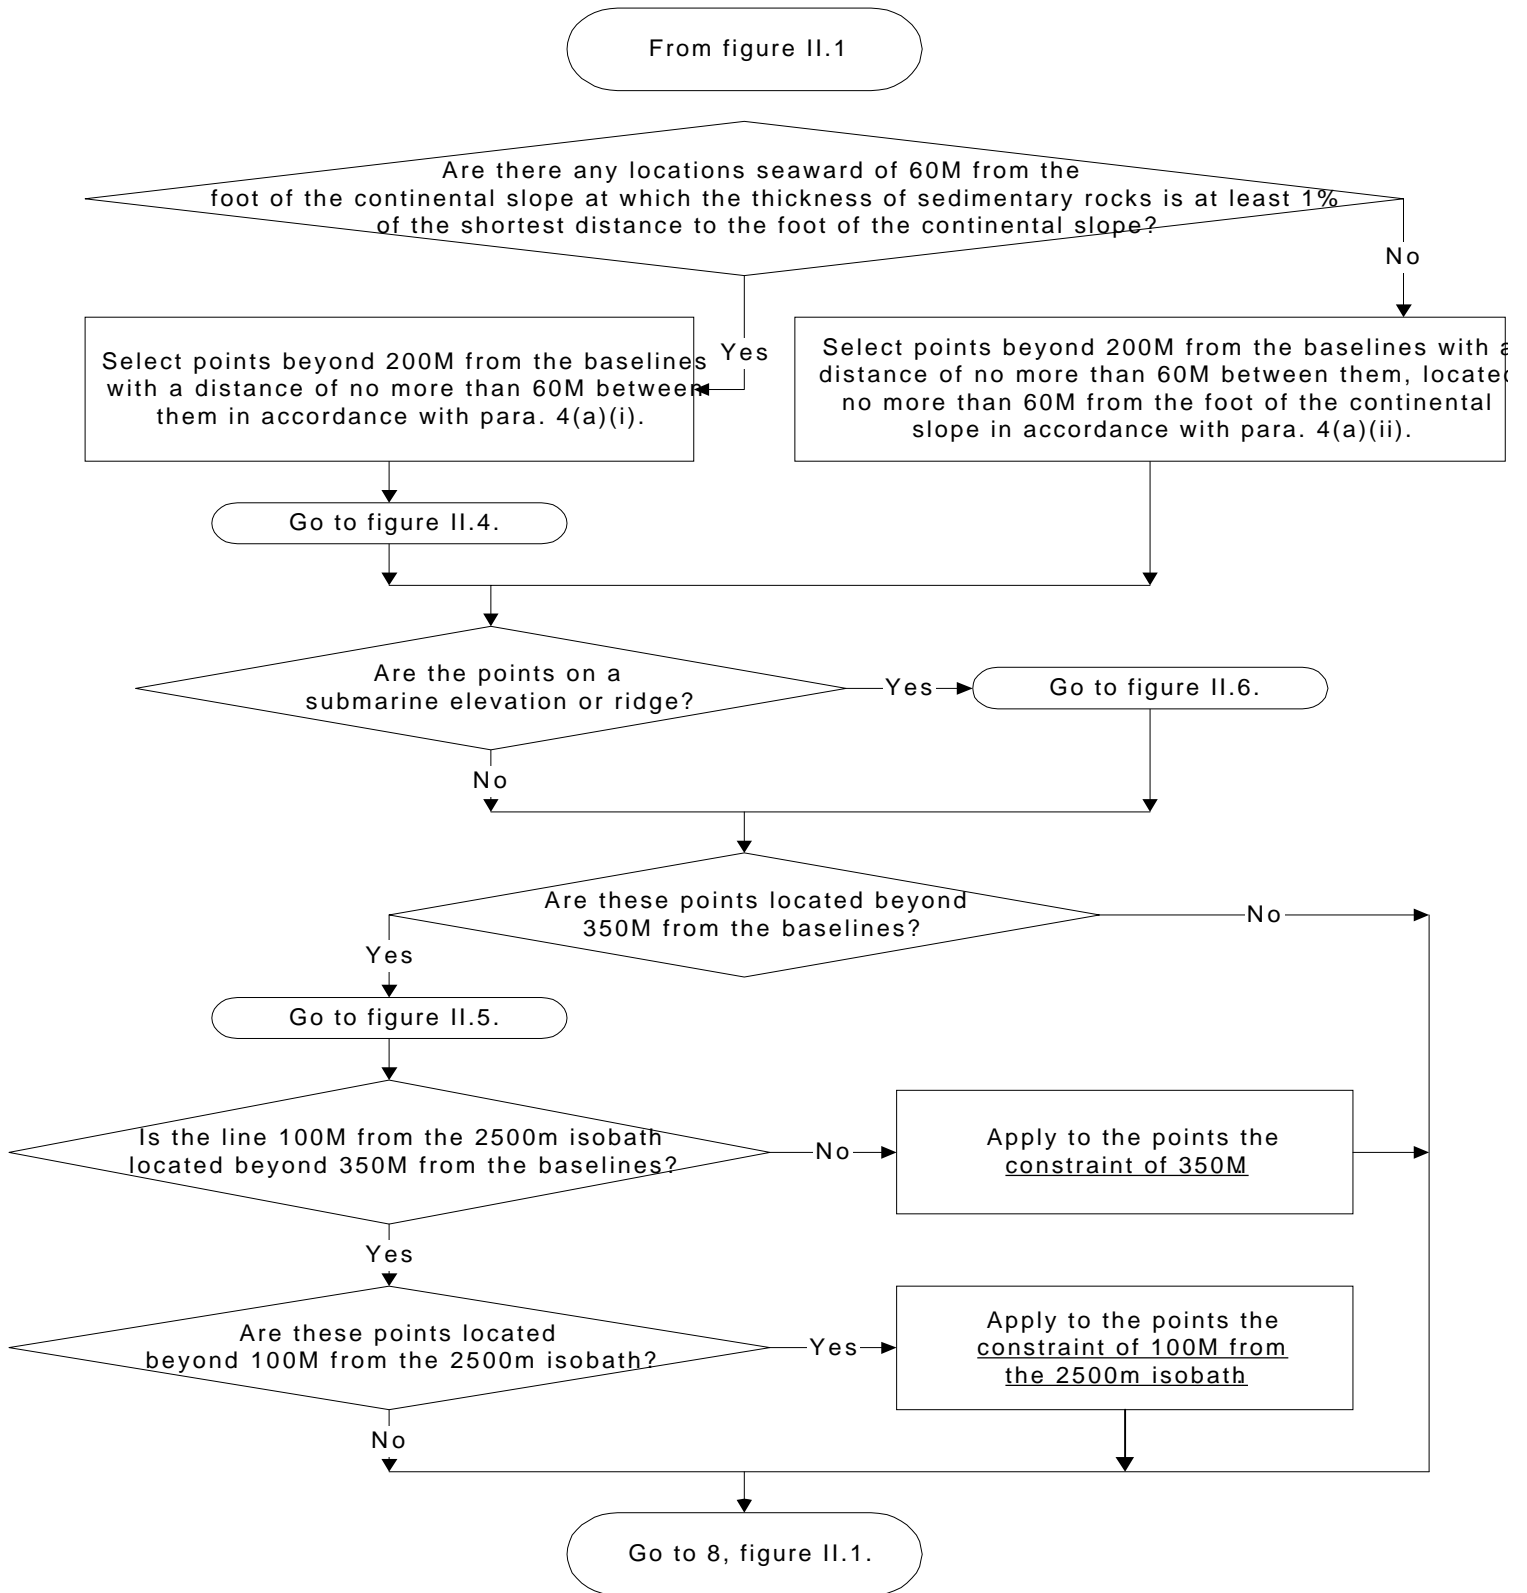 From figure II.1
Are there any locations seaward of 60M from the
foot of the continental slope at which the thickness of sedimentary rocks is at least 1%
of the shortest distance to the foot of the continental slope?
No
Yes
Select points beyond 200M from the baselines
with a distance of no more than 60M between
them in accordance with para. 4(a)(i).
Select points beyond 200M from the baselines with a
distance of no more than 60M between them, located
no more than 60M from the foot of the continental
slope in accordance with para. 4(a)(ii).
Go to figure II.4.
Are the points on a
submarine elevation or ridge?
Yes
Go to figure II.6.
No
Are these points located beyond
350M from the baselines?
No
Yes
Go to figure II.5.
Is the line 100M from the 2500m isobath
located beyond 350M from the baselines?
No
Apply to the points the
constraint of 350M.
Yes
Are these points located
beyond 100M from the 2500m isobath?
Yes
Apply to the points the
constraint of 100M from
the 2500m isobath.
No
Go to 8, figure II.1.